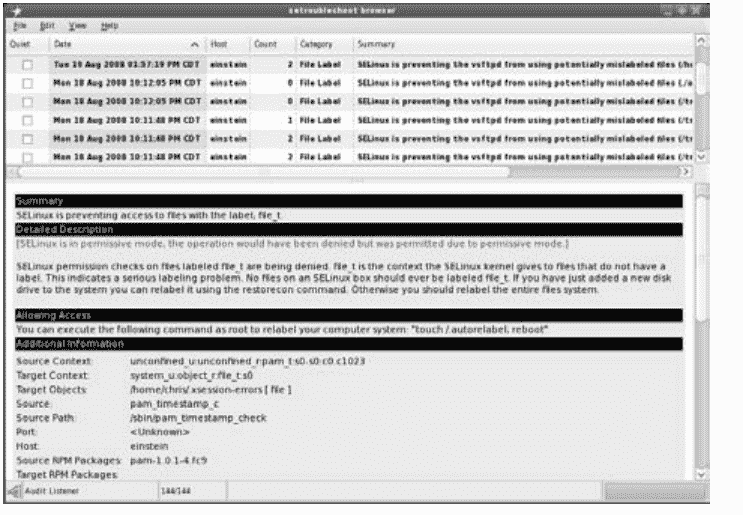 setroubleshoot browser
File Edit View Help
Quiet Date Host Count Category Summary
Tue 19 Aug 2008 03:57:19 PM CDT einstein 2 File Label SELinux is preventing the vsftpd from using potentially mislabeled files (/ho
Mon 18 Aug 2008 10:12:05 PM CDT einstein 0 File Label SELinux is preventing the vsftpd from using potentially mislabeled files (./a
Mon 18 Aug 2008 10:12:05 PM CDT einstein 0 File Label SELinux is preventing the vsftpd from using potentially mislabeled files (/tr
Mon 18 Aug 2008 10:11:48 PM CDT einstein 1 File Label SELinux is preventing the vsftpd from using potentially mislabeled files (/tr
Mon 18 Aug 2008 10:11:48 PM CDT einstein 2 File Label SELinux is preventing the vsftpd from using potentially mislabeled files (/tr
Mon 18 Aug 2008 10:11:48 PM CDT einstein 2 File Label SELinux is preventing the vsftpd from using potentially mislabeled files (/tr
Summary
SELinux is preventing access to files with the label, file_t.
Detailed Description
[SELinux is in permissive mode, the operation would have been denied but was permitted due to permissive mode.]
SELinux permission checks on files labeled file_t are being denied. file_t is the context the SELinux kernel gives to files that do not have a
label. This indicates a serious labeling problem. No files on an SELinux box should ever be labeled file_t. If you have just added a new disk
drive to the system you can relabel it using the restorecon command. Otherwise you should relabel the entire files system.
Allowing Access
You can execute the following command as root to relabel your computer system: "touch /.autorelabel; reboot"
Additional Information
Source Context: unconfined_u:unconfined_r:pam_t:s0-s0:c0.c1023
Target Context: system_u:object_r:file_t:s0
Target Objects: /home/chris/.xsession-errors [ file ]
Source: pam_timestamp_c
Source Path: /sbin/pam_timestamp_check
Port: <Unknown>
Host: einstein
Source RPM Packages: pam-1.0.1-4.fc9
Target RPM Packages:
Audit Listener 144/144